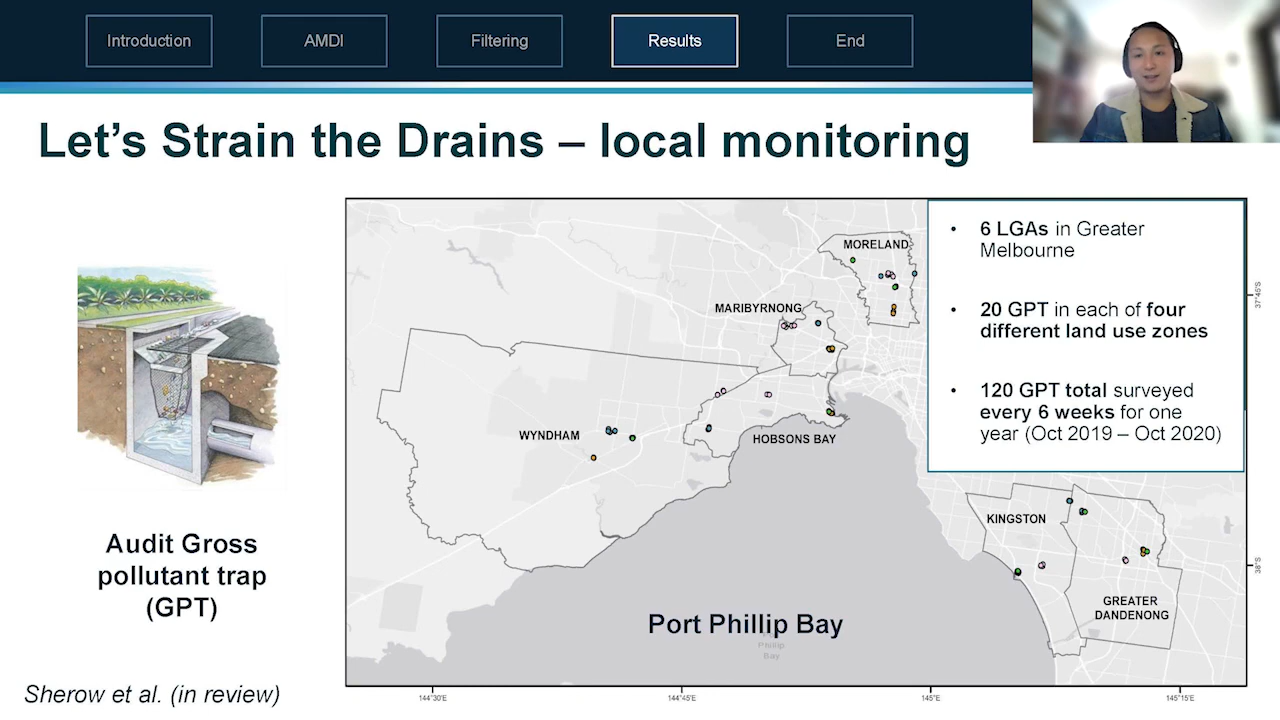 Introduction
AMDI
Filtering
Results
End
Let's Strain the Drains – local monitoring
Audit Gross
pollutant trap
(GPT)
Sherow et al. (in review)
MORELAND
MARIBYRNONG
WYNDHAM
HOBSONS BAY
KINGSTON
GREATER
DANDENONG
Port Phillip Bay
Phillip
Bay
• 6 LGAs in Greater
Melbourne
• 20 GPT in each of four
different land use zones
• 120 GPT total surveyed
every 6 weeks for one
year (Oct 2019 – Oct 2020)
37°45'S
38°S
144°30'E
144°45'E
145°E
145°15'E